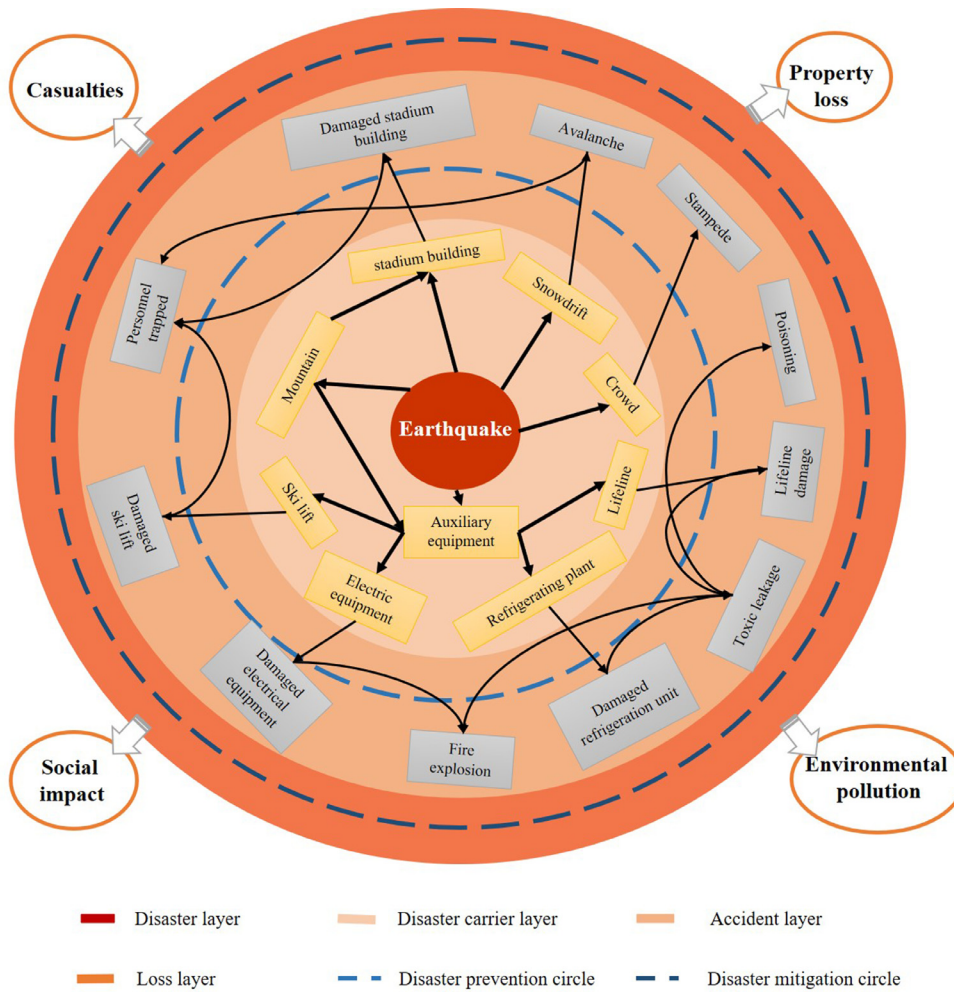 Casualties
Property
loss
Damaged stadium
building
Avalanche
Stampede
stadium building
Snowdrift
Personnel
trapped
Mountain
Poisoning
Crowd
Earthquake
Lifeline
damage
Lifeline
Ski lift
Damaged
ski lift
Auxiliary
equipment
Electric
equipment
Refrigerating plant
Toxic leakage
Damaged
electrical
equipment
Damaged
refrigeration unit
Fire
explosion
Social
impact
Environmental
pollution
Disaster layer
Disaster carrier layer
Accident layer
Loss layer
Disaster prevention circle
Disaster mitigation circle